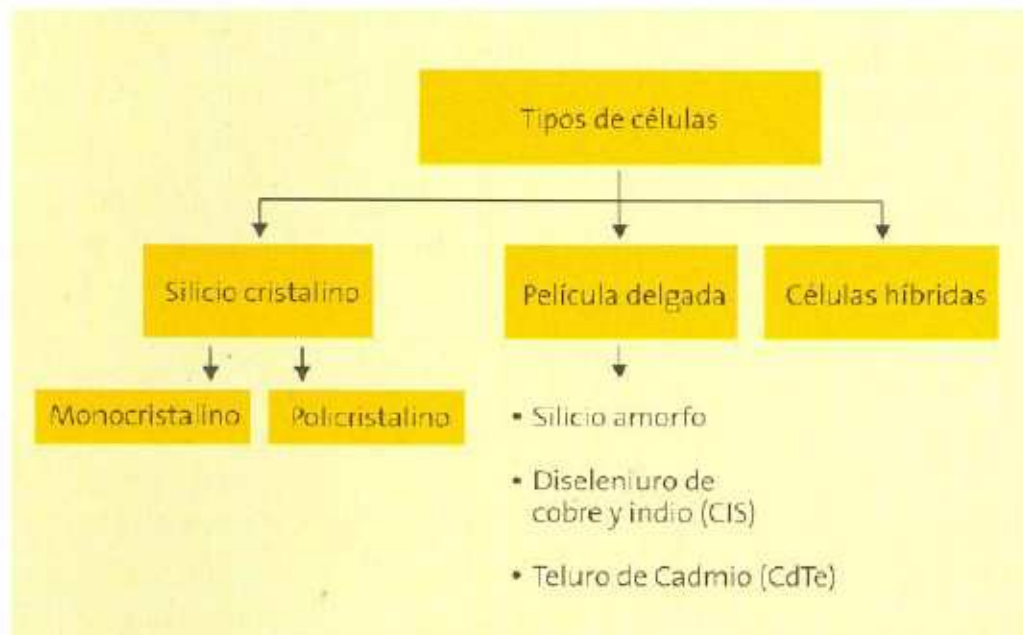 Tipos de células
Silicio cristalino
Película delgada
Células híbridas
Monocristalino
Policristalino
• Silicio amorfo
• Diseleniuro de
cobre y indio (CIS)
• Teluro de Cadmio (CdTe)